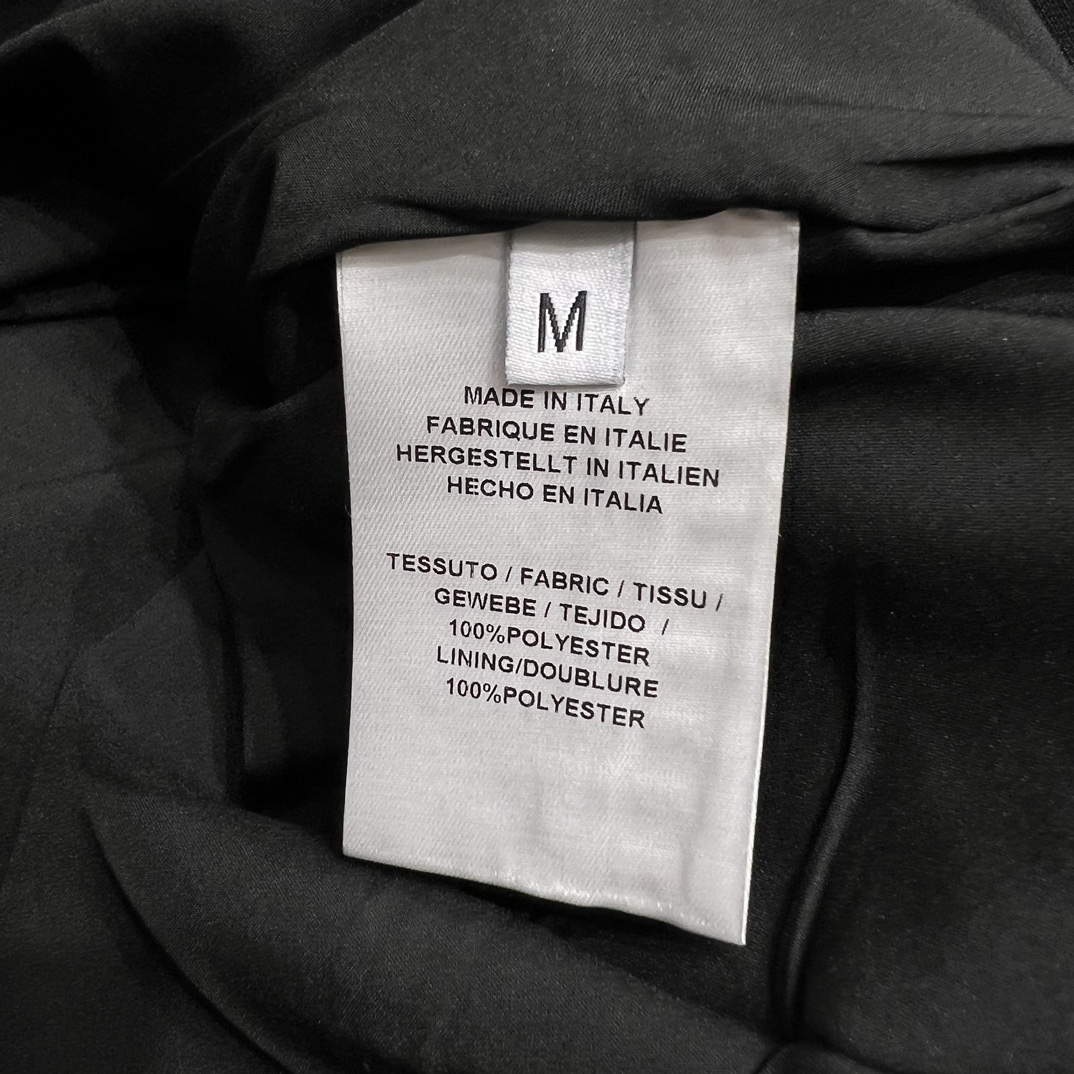 M
MADE IN ITALY
FABRIQUE EN ITALIE
HERGESTELLT IN ITALIEN
HECHO EN ITALIA
TESSUTO / FABRIC / TISSU /
GEWEBE / TEJIDO /
100%POLYESTER
LINING/DOUBLURE
100%POLYESTER